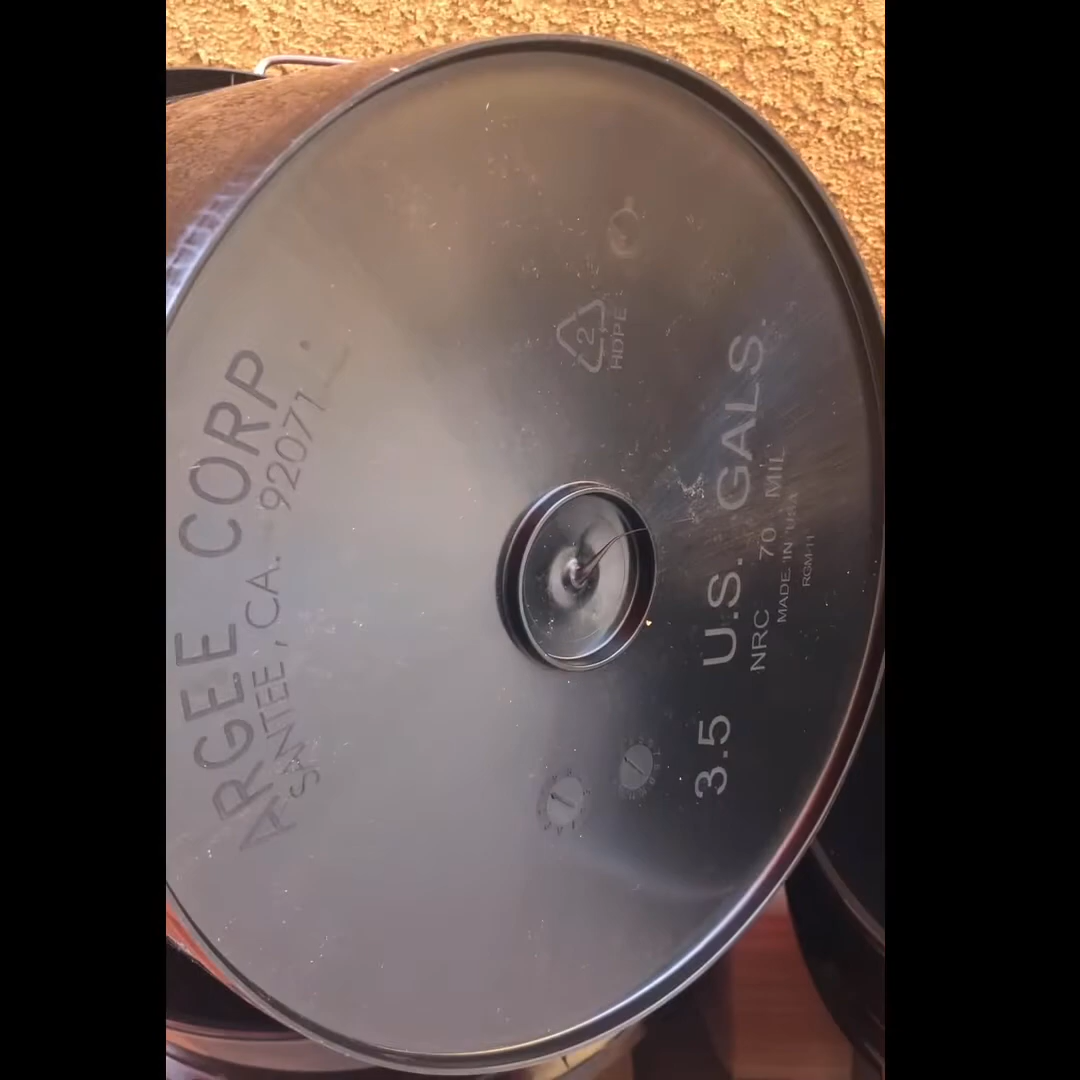 ARGEE CORP.
SANTEE, CA. 92071
2
HDPE
3.5 U.S. GALS.
NRC 70 MIL
MADE IN USA